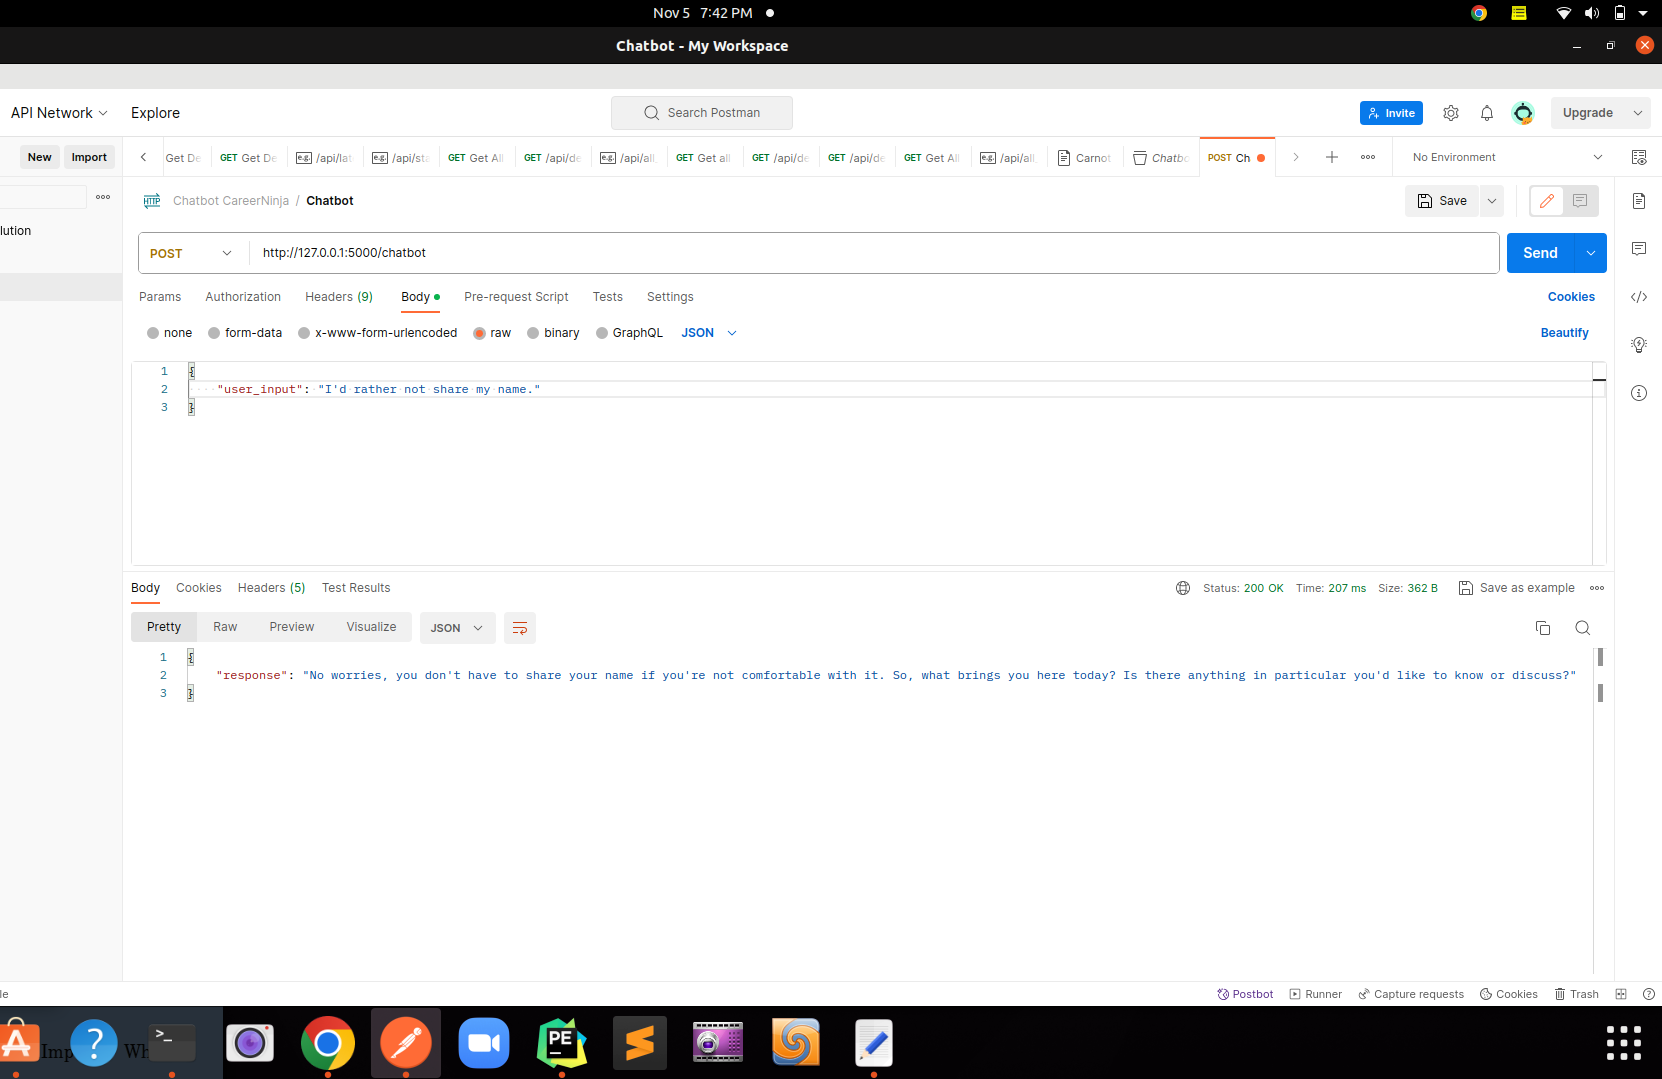 Nov 5 7:42 PM
Chatbot - My Workspace
API Network Explore Search Postman Invite Upgrade
New Import Get De GET Get De e.g. /api/lat e.g. /api/sta GET Get All GET /api/de e.g. /api/all. GET Get all GET /api/de GET /api/de GET Get All e.g. /api/all. Carnot Chatbo POST Ch No Environment
HTTP Chatbot CareerNinja / Chatbot Save
lution
POST http://127.0.0.1:5000/chatbot Send
Params Authorization Headers (9) Body Pre-request Script Tests Settings Cookies
none form-data x-www-form-urlencoded raw binary GraphQL JSON Beautify
1 {
2 "user_input": "I'd rather not share my name."
3 }
Body Cookies Headers (5) Test Results Status: 200 OK Time: 207 ms Size: 362 B Save as example
Pretty Raw Preview Visualize JSON
1 {
2 "response": "No worries, you don't have to share your name if you're not comfortable with it. So, what brings you here today? Is there anything in particular you'd like to know or discuss?"
3 }
le Postbot Runner Capture requests Cookies Trash
Imp Wh PE